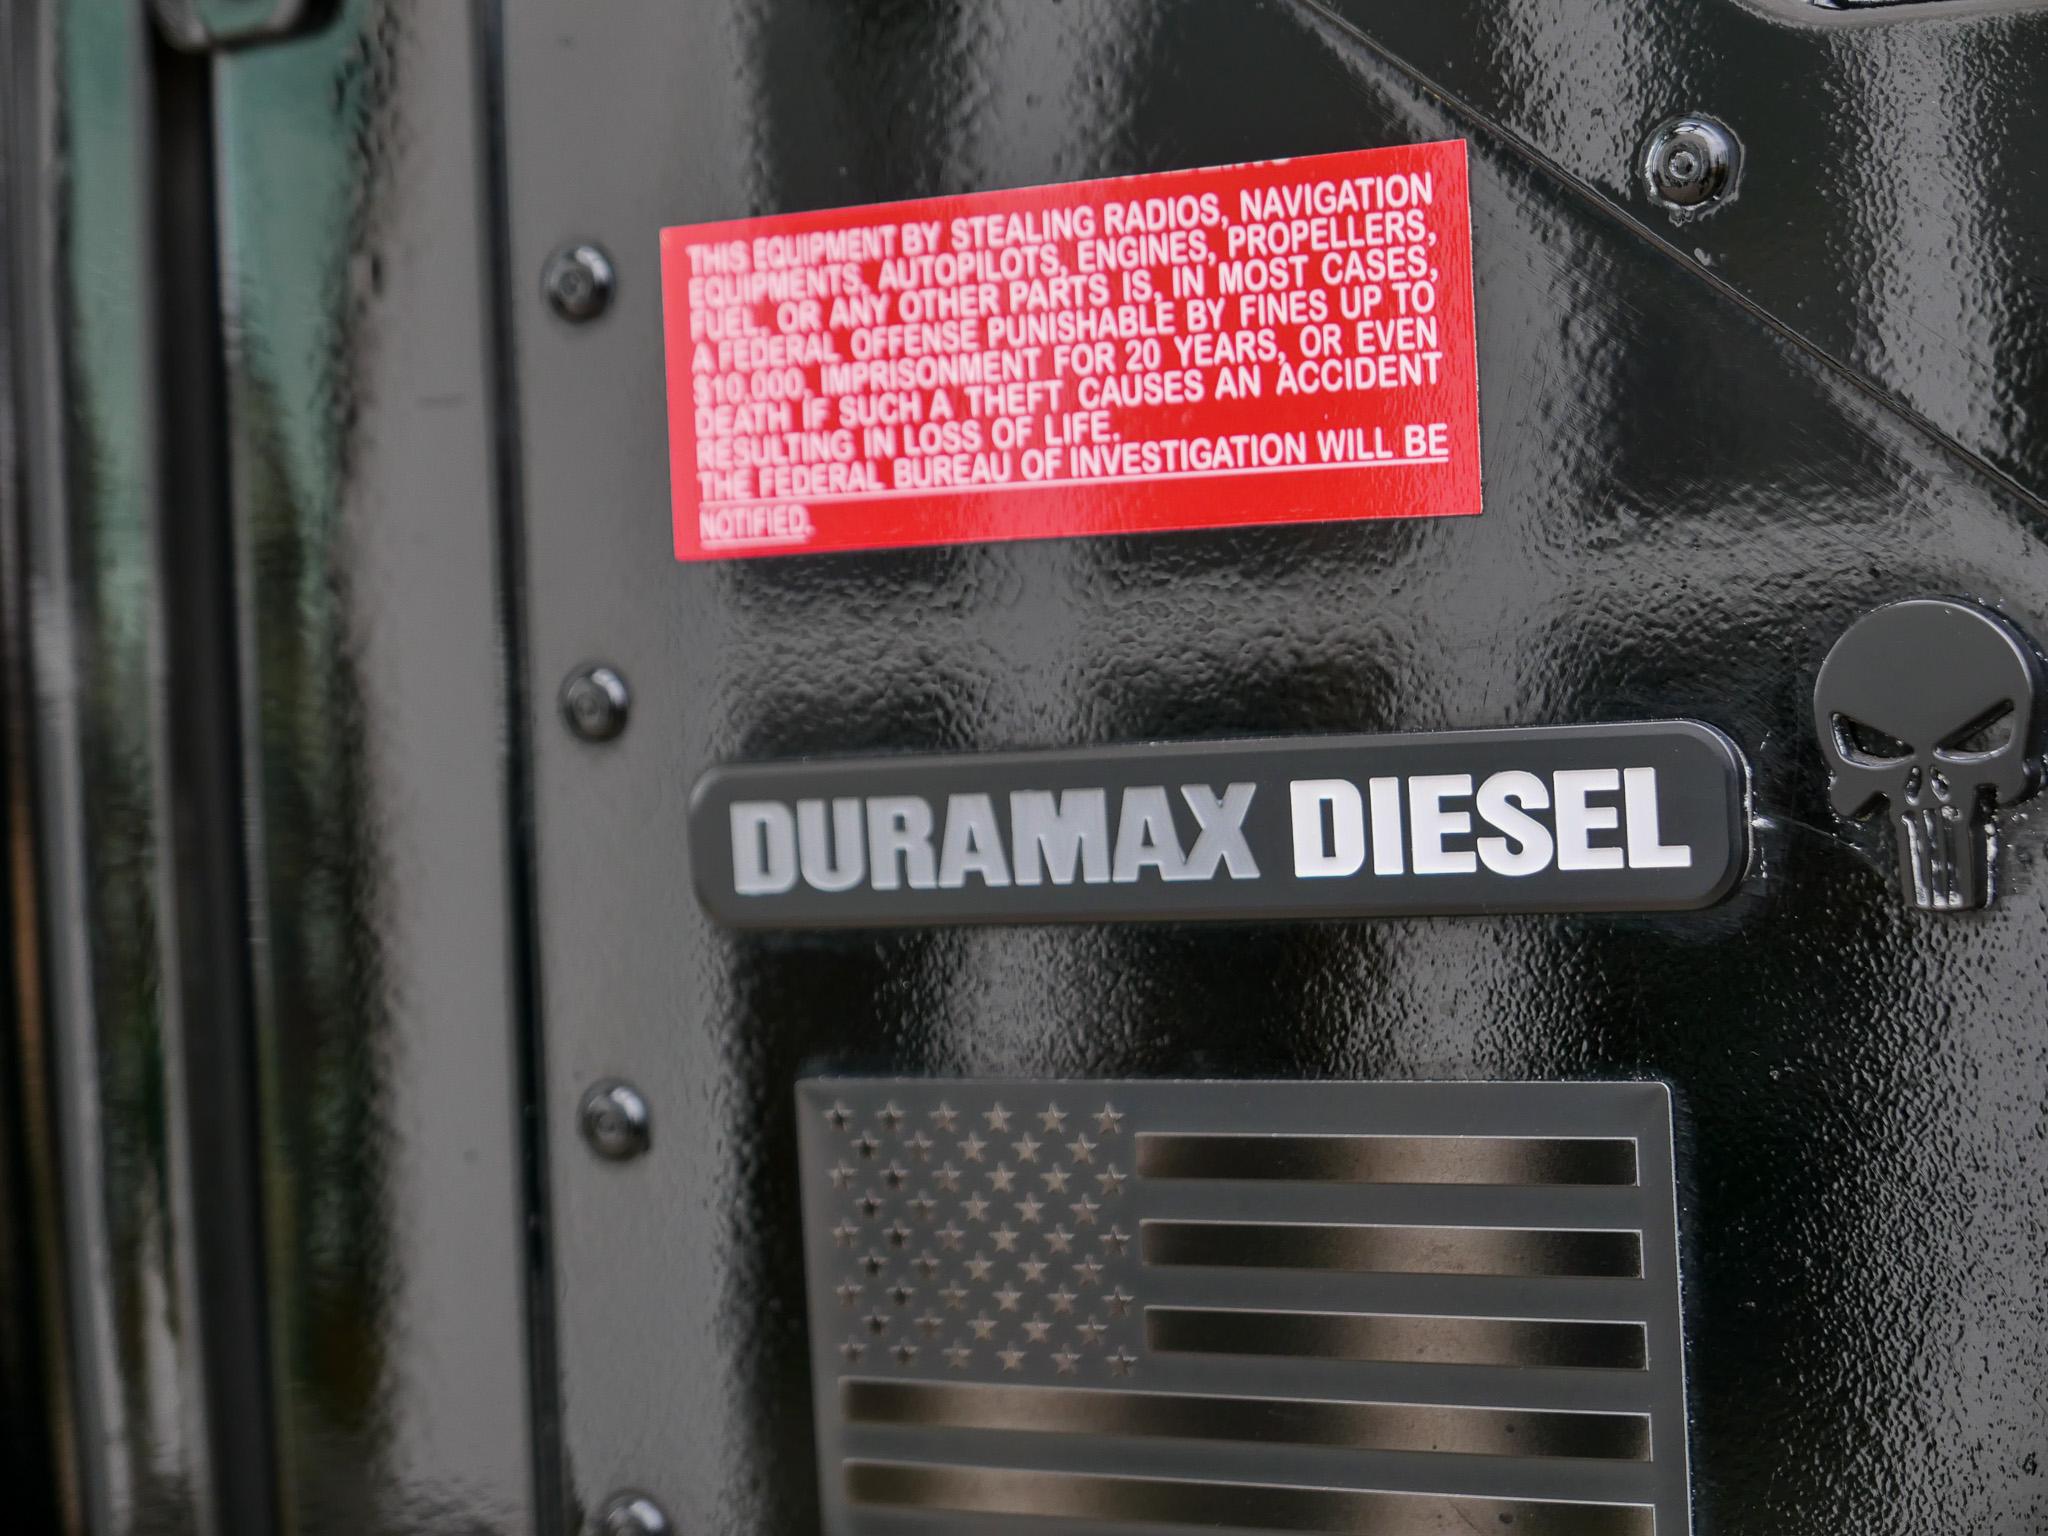 THIS EQUIPMENT BY STEALING RADIOS, NAVIGATION
EQUIPMENTS, AUTOPILOTS, ENGINES, PROPELLERS,
FUEL, OR ANY OTHER PARTS IS, IN MOST CASES,
A FEDERAL OFFENSE PUNISHABLE BY FINES UP TO
$10,000, IMPRISONMENT FOR 20 YEARS, OR EVEN
DEATH IF SUCH A THEFT CAUSES AN ACCIDENT
RESULTING IN LOSS OF LIFE.
THE FEDERAL BUREAU OF INVESTIGATION WILL BE
NOTIFIED.
DURAMAX DIESEL